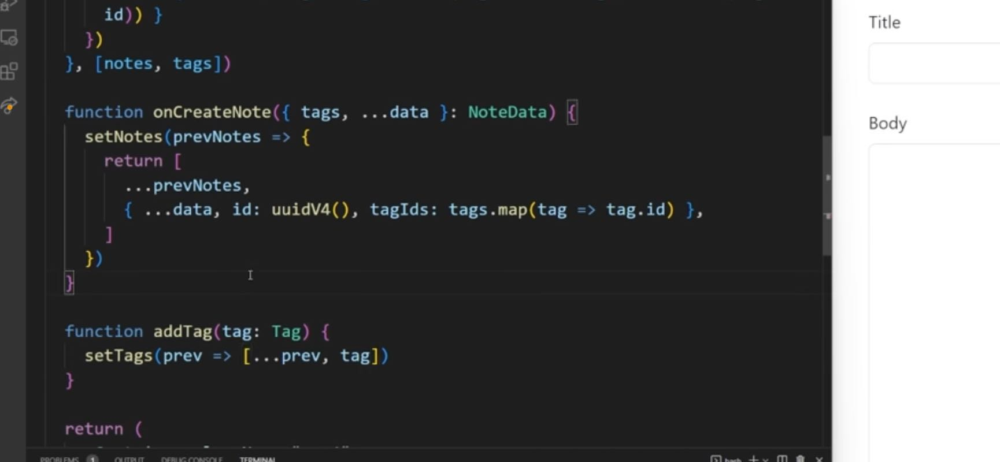 id)) }
})
}, [notes, tags])
function onCreateNote({ tags, ...data }: NoteData) {
setNotes(prevNotes => {
return [
...prevNotes,
{ ...data, id: uuidV4(), tagIds: tags.map(tag => tag.id) },
]
})
}
function addTag(tag: Tag) {
setTags(prev => [...prev, tag])
}
return (
PROBLEMS 1 OUTPUT DEBUG CONSOLE TERMINAL bash
Title
Body